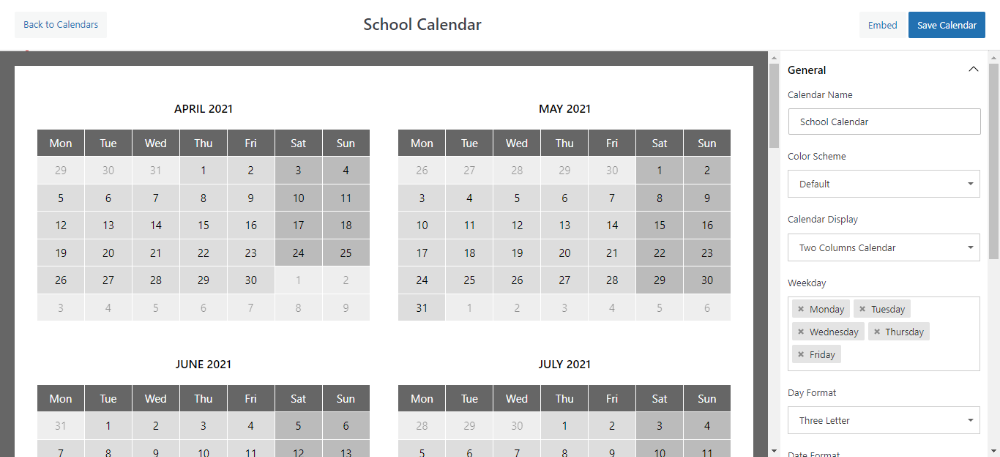 Back to Calendars
School Calendar
Embed
Save Calendar
APRIL 2021
Mon Tue Wed Thu Fri Sat Sun
29 30 31 1 2 3 4
5 6 7 8 9 10 11
12 13 14 15 16 17 18
19 20 21 22 23 24 25
26 27 28 29 30 1 2
3 4 5 6 7 8 9
MAY 2021
Mon Tue Wed Thu Fri Sat Sun
26 27 28 29 30 1 2
3 4 5 6 7 8 9
10 11 12 13 14 15 16
17 18 19 20 21 22 23
24 25 26 27 28 29 30
31 1 2 3 4 5 6
JUNE 2021
Mon Tue Wed Thu Fri Sat Sun
31 1 2 3 4 5 6
7 8 9 10 11 12 13
JULY 2021
Mon Tue Wed Thu Fri Sat Sun
28 29 30 1 2 3 4
5 6 7 8 9 10 11
General
Calendar Name
School Calendar
Color Scheme
Default
Calendar Display
Two Columns Calendar
Weekday
× Monday × Tuesday
× Wednesday × Thursday
× Friday
Day Format
Three Letter
Date Format